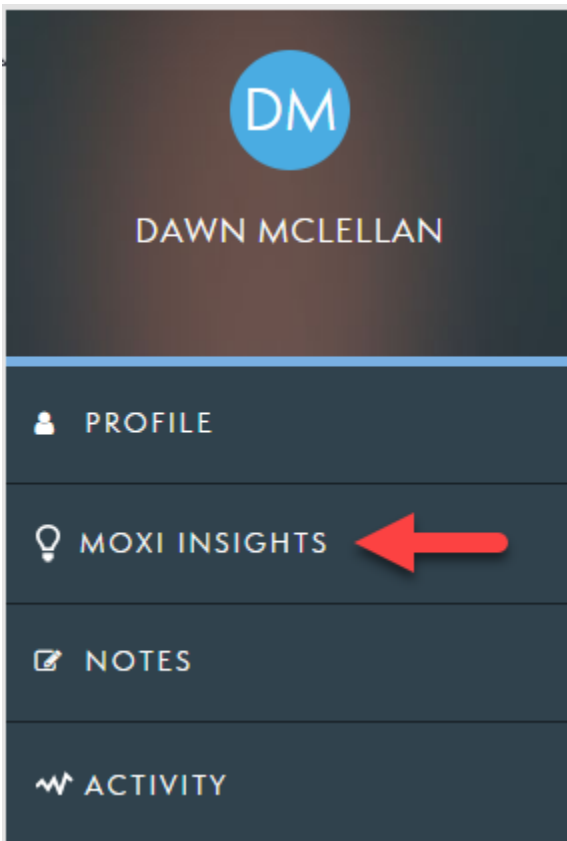 DM
DAWN MCLELLAN
PROFILE
MOXI INSIGHTS
NOTES
ACTIVITY